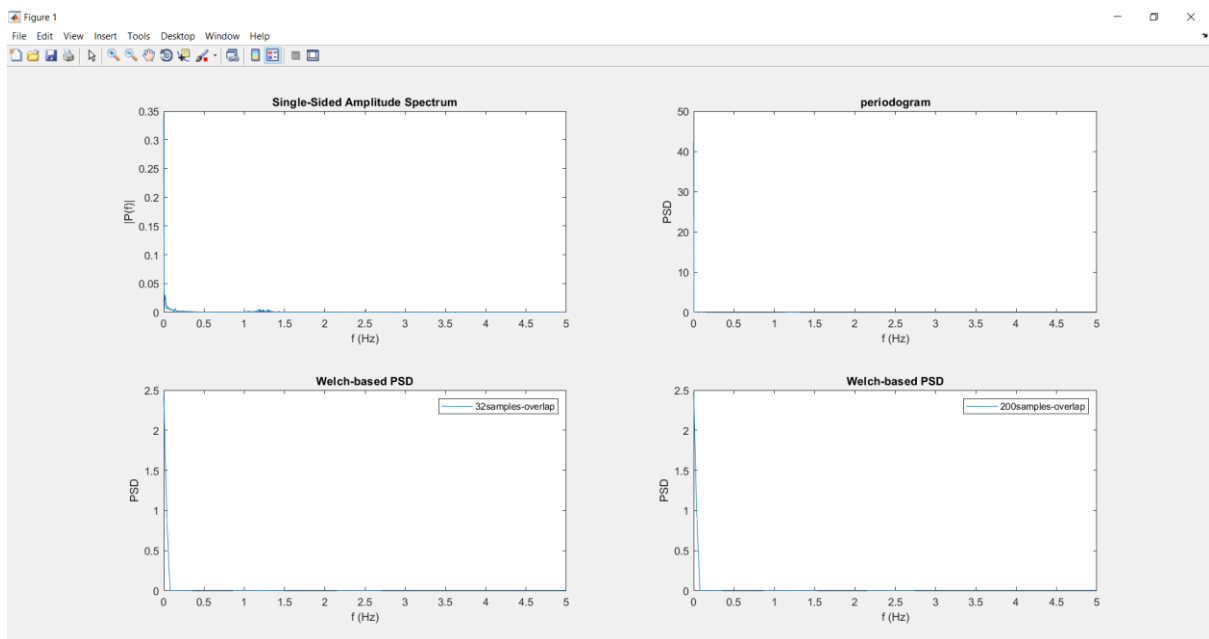 Figure 1
File Edit View Insert Tools Desktop Window Help
Single-Sided Amplitude Spectrum
0.35
0.3
0.25
0.2
0.15
0.1
0.05
0
|P(f)|
0 0.5 1 1.5 2 2.5 3 3.5 4 4.5 5
f (Hz)
periodogram
50
40
30
20
10
0
PSD
0 0.5 1 1.5 2 2.5 3 3.5 4 4.5 5
f (Hz)
Welch-based PSD
32samples-overlap
2.5
2
1.5
1
0.5
0
PSD
0 0.5 1 1.5 2 2.5 3 3.5 4 4.5 5
f (Hz)
Welch-based PSD
200samples-overlap
2.5
2
1.5
1
0.5
0
PSD
0 0.5 1 1.5 2 2.5 3 3.5 4 4.5 5
f (Hz)